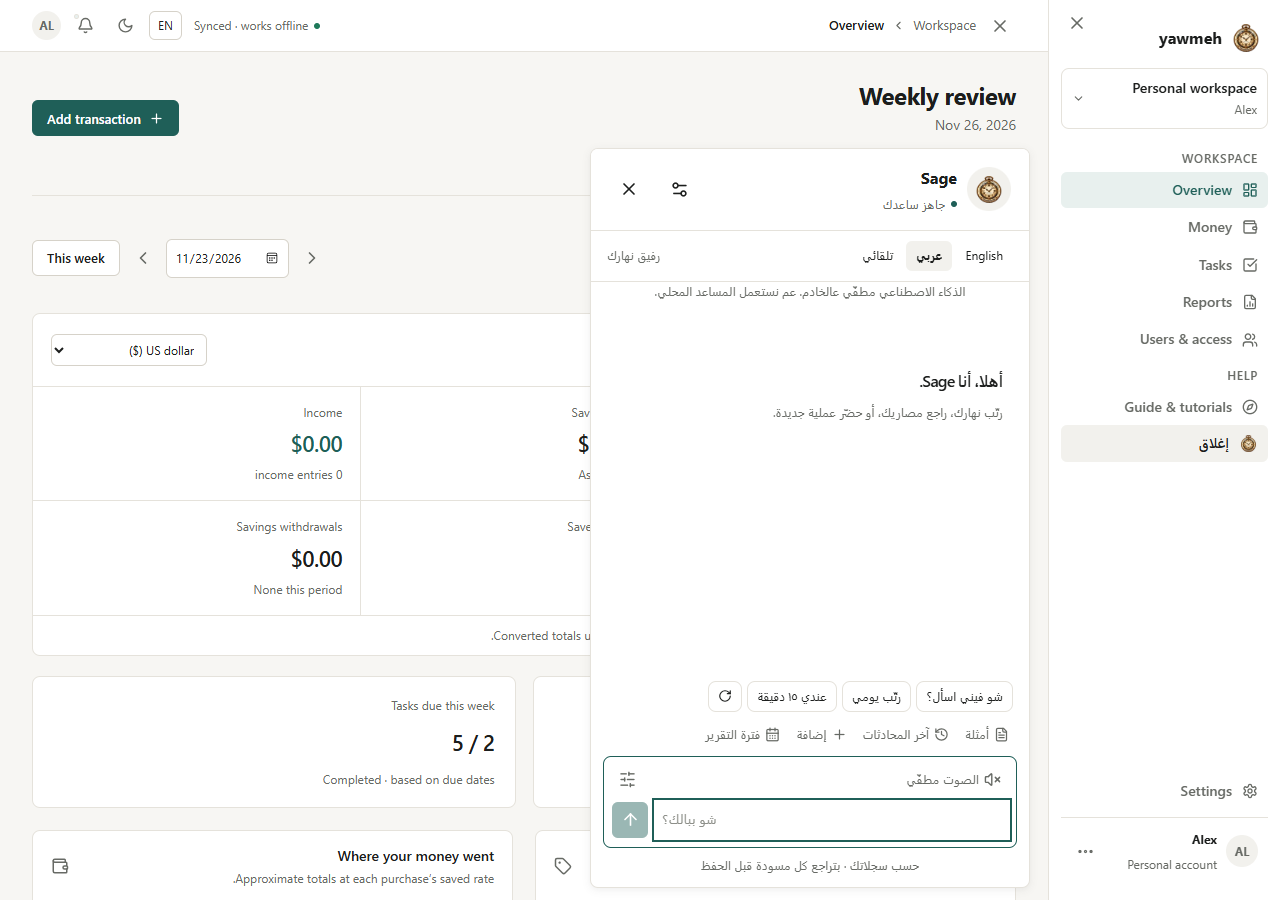 AL
EN
Synced · works offline
Overview
Workspace
yawmeh
Personal workspace
Alex
WORKSPACE
Overview
Money
Tasks
Reports
Users & access
HELP
Guide & tutorials
إغلاق
Settings
Alex
Personal account
AL
Weekly review
Nov 26, 2026
Add transaction
This week
11/23/2026
($) US dollar
Income
$0.00
income entries 0
Sav
$
As
Savings withdrawals
$0.00
None this period
Save
.Converted totals u
Tasks due this week
5 / 2
Completed · based on due dates
Where your money went
.Approximate totals at each purchase's saved rate
Sage
جاهز ساعدك
English
عربي
تلقائي
رفيق نهارك
الذكاء الاصطناعي مطفّي عالخادم. عم نستعمل المساعد المحلي.
أهلا، أنا Sage.
رتّب نهارك، راجع مصاريك، أو حضّر عملية جديدة.
شو فيني اسأل؟
رتّب يومي
عندي ١٥ دقيقة
أمثلة
آخر المحادثات
إضافة
فترة التقرير
الصوت مطفّي
شو ببالك؟
حسب سجلاتك · بتراجع كل مسودة قبل الحفظ